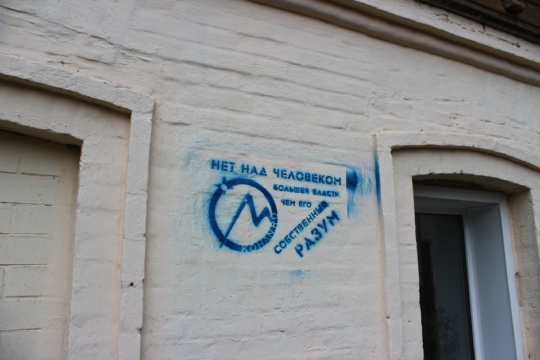 НЕТ НАД ЧЕЛОВЕКОМ
БОЛЬШЕЙ ВЛАСТИ
ЧЕМ ЕГО
СОБСТВЕННЫЙ
РАЗУМ